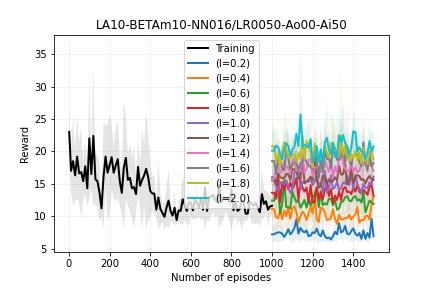 LA10-BETAm10-NN016/LR0050-Ao00-Ai50
Reward
35
30
25
20
15
10
5
Training
(I=0.2)
(I=0.4)
(I=0.6)
(I=0.8)
(I=1.0)
(I=1.2)
(I=1.4)
(I=1.6)
(I=1.8)
(I=2.0)
0 200 400 600 800 1000 1200 1400
Number of episodes